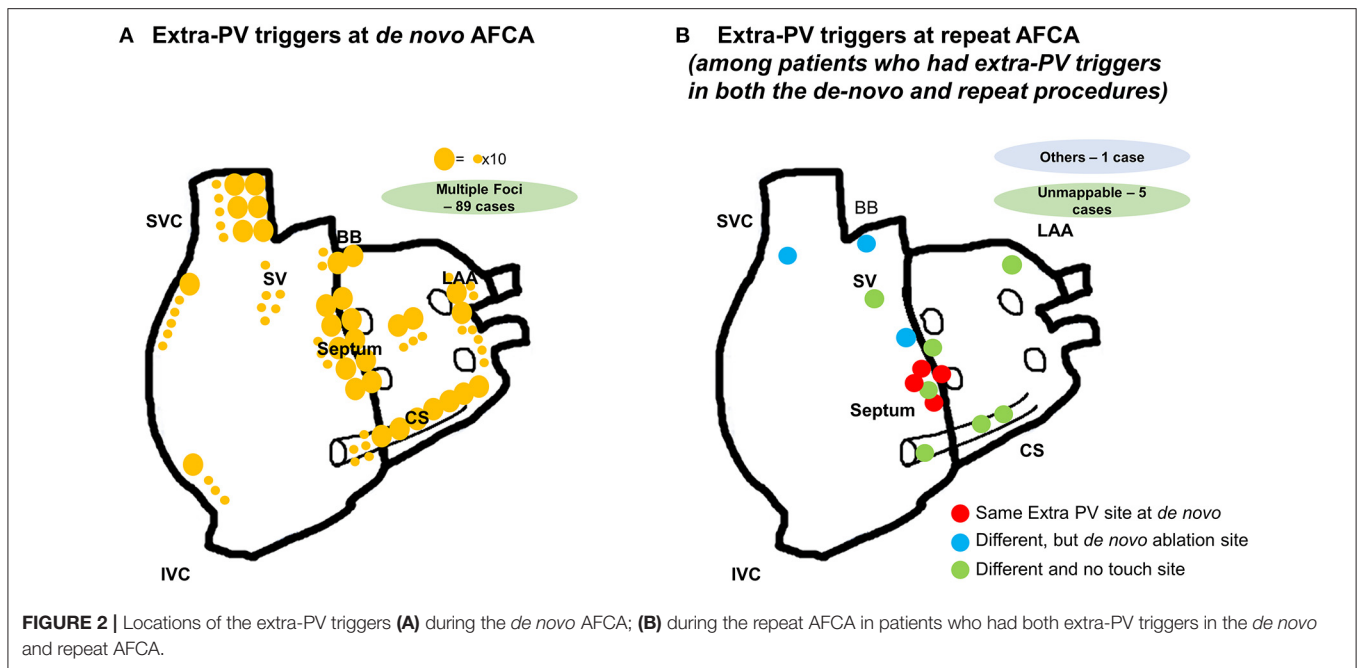 A Extra-PV triggers at de novo AFCA
= x10
Multiple Foci
– 89 cases
SVC
BB
SV
LAA
Septum
CS
IVC
B Extra-PV triggers at repeat AFCA
(among patients who had extra-PV triggers
in both the de-novo and repeat procedures)
Others – 1 case
Unmappable – 5
cases
SVC
BB
LAA
SV
Septum
CS
Same Extra PV site at de novo
Different, but de novo ablation site
Different and no touch site
IVC
FIGURE 2 | Locations of the extra-PV triggers (A) during the de novo AFCA; (B) during the repeat AFCA in patients who had both extra-PV triggers in the de novo
and repeat AFCA.